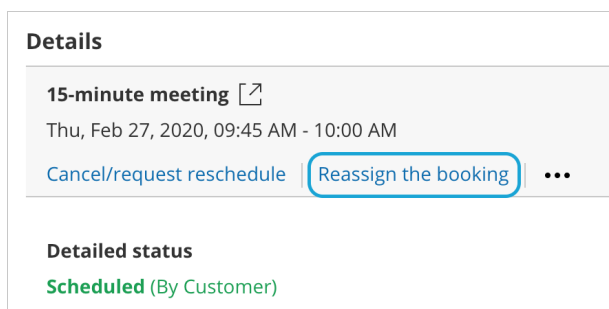 Details
15-minute meeting
Thu, Feb 27, 2020, 09:45 AM - 10:00 AM
Cancel/request reschedule | Reassign the booking | •••
Detailed status
Scheduled (By Customer)